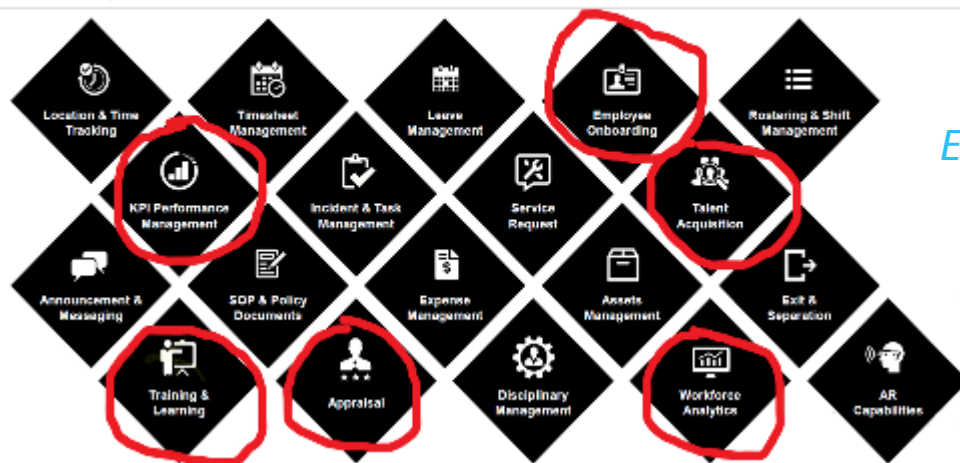 Location & Time
Tracking
Timesheet
Management
Leave
Management
Employee
Onboarding
Rostering & Shift
Management
E
KPI Performance
Management
Incident & Task
Management
Service
Request
Talent
Acquisition
Announcement &
Messaging
SOP & Policy
Documents
Expense
Management
Assets
Management
Exit &
Separation
Training &
Learning
Appraisal
Disciplinary
Management
Workforce
Analytics
AR
Capabilities